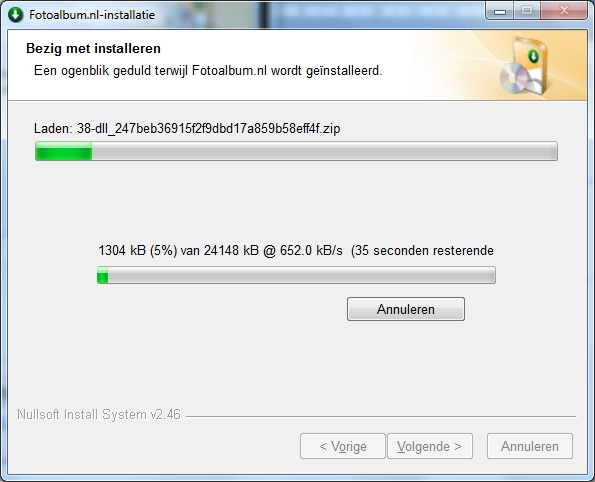 Fotoalbum.nl-installatie
Bezig met installeren
Een ogenblik geduld terwijl Fotoalbum.nl wordt geïnstalleerd.
Laden: 38-dll_247beb36915f2f9dbd17a859b58eff4f.zip
1304 kB (5%) van 24148 kB @ 652.0 kB/s (35 seconden resterende
Annuleren
Nullsoft Install System v2.46
< Vorige
Volgende >
Annuleren